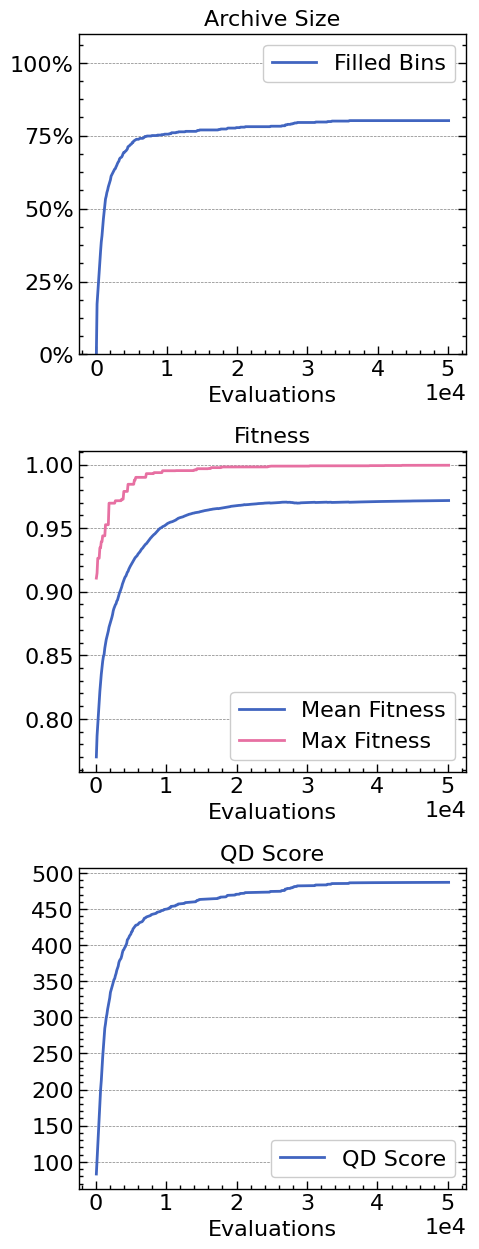 Archive Size
Filled Bins
100%
75%
50%
25%
0%
0 1 2 3 4 5
1e4
Evaluations
Fitness
1.00
0.95
0.90
0.85
0.80
Mean Fitness
Max Fitness
0 1 2 3 4 5
1e4
Evaluations
QD Score
500
450
400
350
300
250
200
150
100
QD Score
0 1 2 3 4 5
1e4
Evaluations